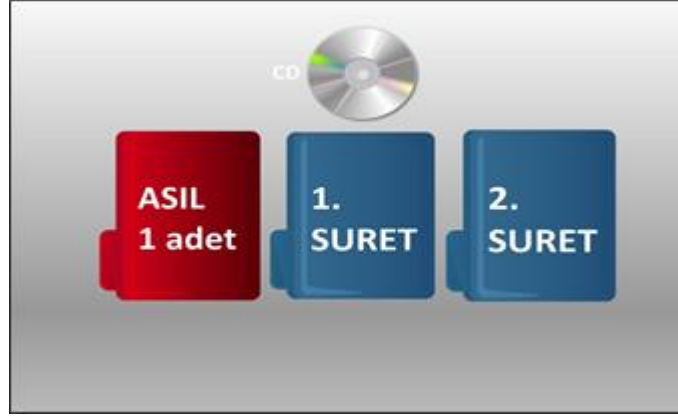 CD
ASIL
1 adet
1.
SURET
2.
SURET